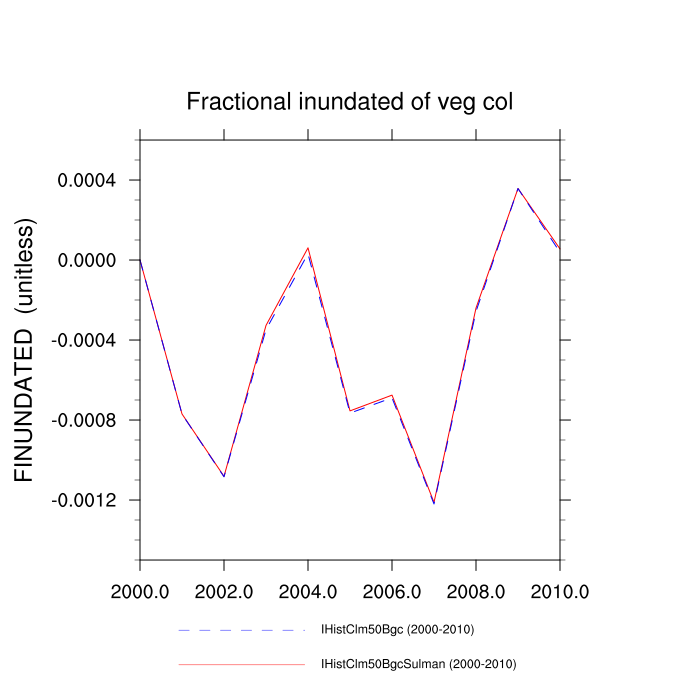 Fractional inundated of veg col
FINUNDATED (unitless)
0.0004
0.0000
-0.0004
-0.0008
-0.0012
2000.0 2002.0 2004.0 2006.0 2008.0 2010.0
IHistClm50Bgc (2000-2010)
IHistClm50BgcSulman (2000-2010)